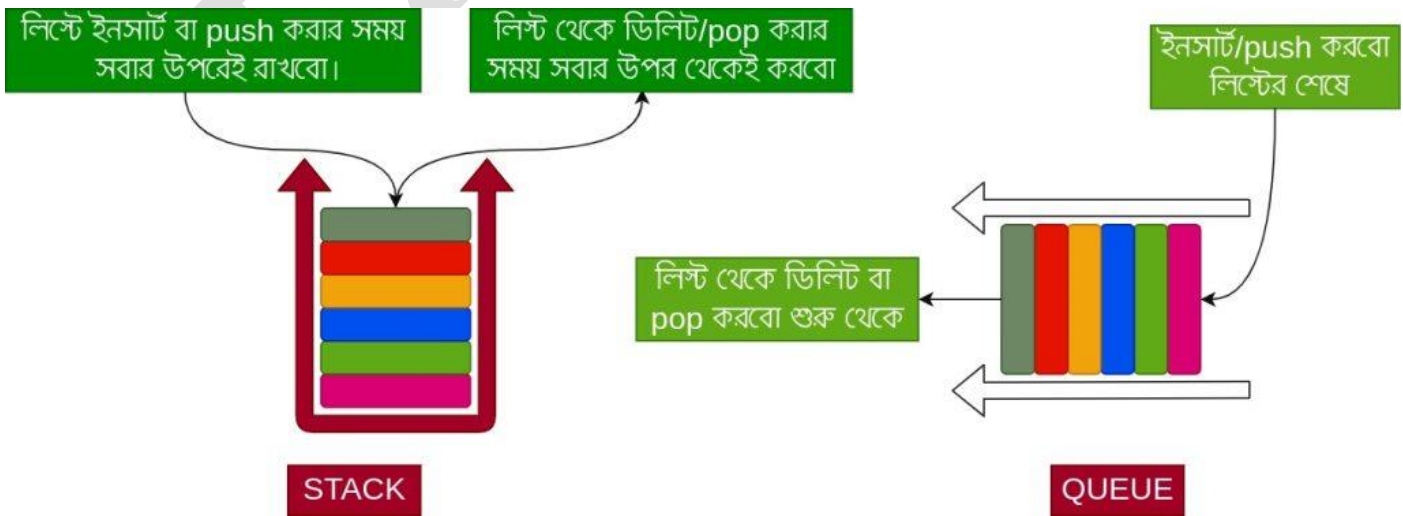 লিস্টে ইনসার্ট বা push করার সময়
সবার উপরেই রাখবো।
লিস্ট থেকে ডিলিট/pop করার
সময় সবার উপর থেকেই করবো
ইনসার্ট/push করবো
লিস্টের শেষে
লিস্ট থেকে ডিলিট বা
pop করবো শুরু থেকে
STACK
QUEUE